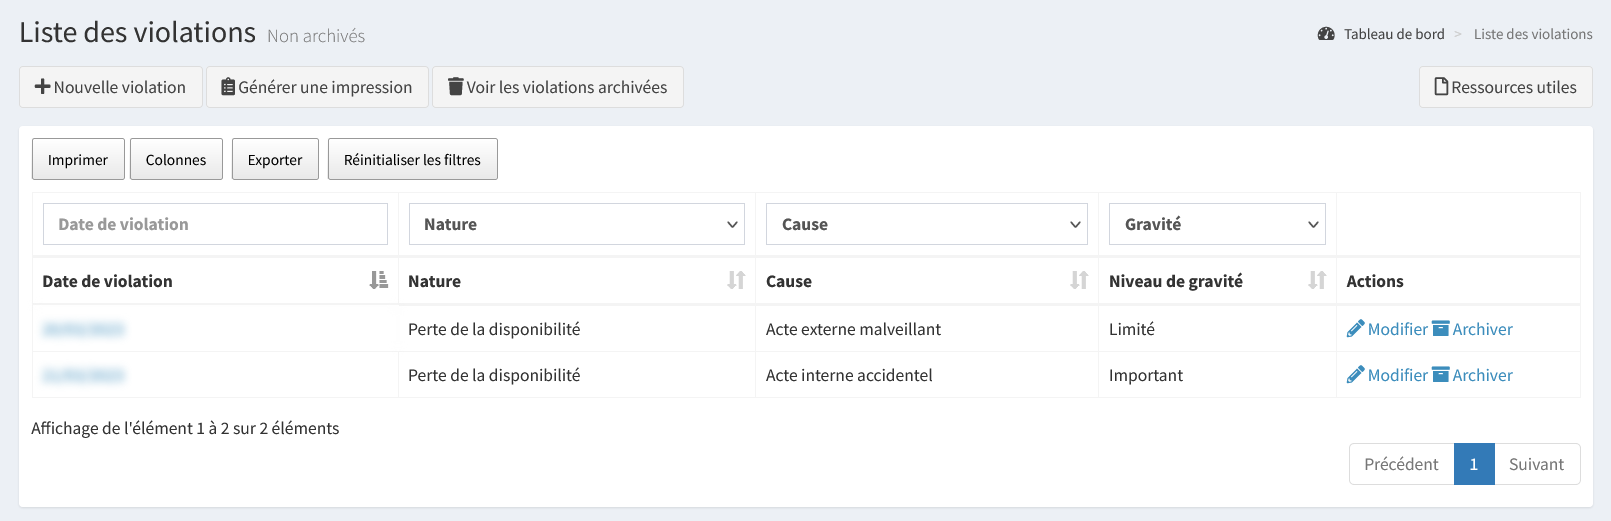 Liste des violations Non archivés
Tableau de bord > Liste des violations
Nouvelle violation Générer une impression Voir les violations archivées Ressources utiles
Imprimer Colonnes Exporter Réinitialiser les filtres
Date de violation Nature Cause Gravité
Date de violation Nature Cause Niveau de gravité Actions
Perte de la disponibilité Acte externe malveillant Limité Modifier Archiver
Perte de la disponibilité Acte interne accidentel Important Modifier Archiver
Affichage de l'élément 1 à 2 sur 2 éléments
Précédent 1 Suivant